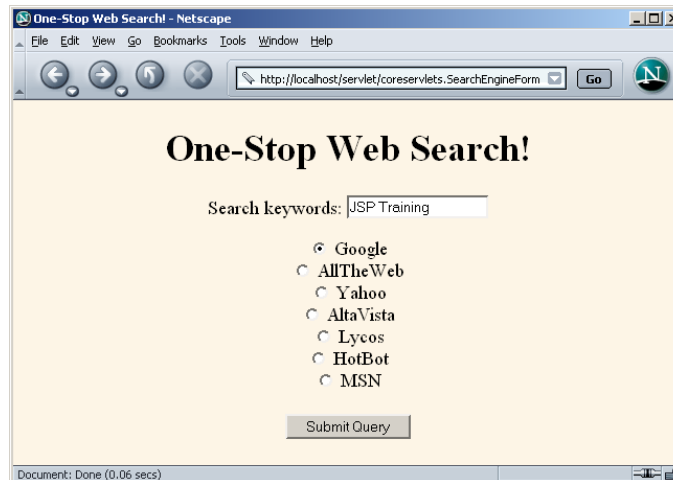 One-Stop Web Search! - Netscape
File Edit View Go Bookmarks Tools Window Help
http://localhost/servlet/coreservlets.SearchEngineForm Go N
One-Stop Web Search!
Search keywords: JSP Training
Google
AllTheWeb
Yahoo
AltaVista
Lycos
HotBot
MSN
Submit Query
Document: Done (0.06 secs)